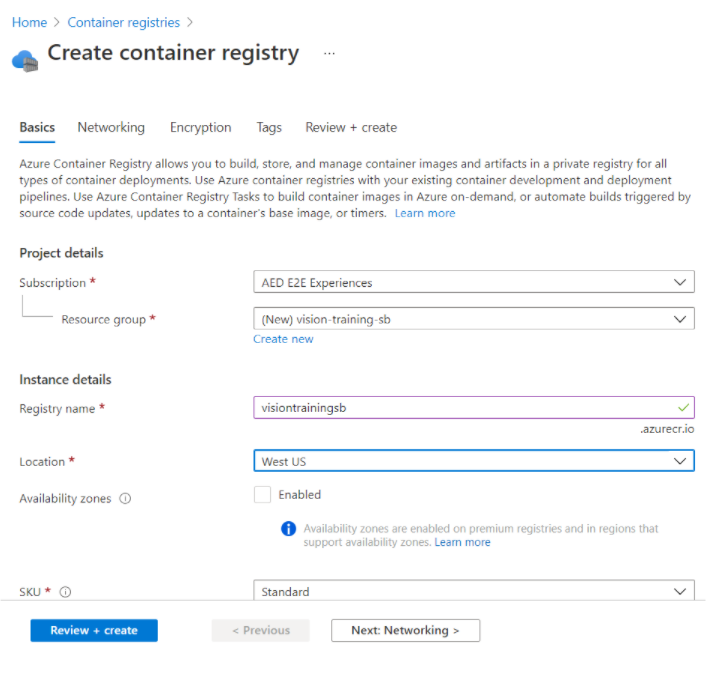 Home > Container registries >
Create container registry ...
Basics Networking Encryption Tags Review + create
Azure Container Registry allows you to build, store, and manage container images and artifacts in a private registry for all
types of container deployments. Use Azure container registries with your existing container development and deployment
pipelines. Use Azure Container Registry Tasks to build container images in Azure on-demand, or automate builds triggered by
source code updates, updates to a container's base image, or timers. Learn more
Project details
Subscription * AED E2E Experiences
Resource group * (New) vision-training-sb
Create new
Instance details
Registry name * visiontrainingsb
.azurecr.io
Location * West US
Availability zones Enabled
Availability zones are enabled on premium registries and in regions that
support availability zones. Learn more
SKU * Standard
Review + create < Previous Next: Networking >